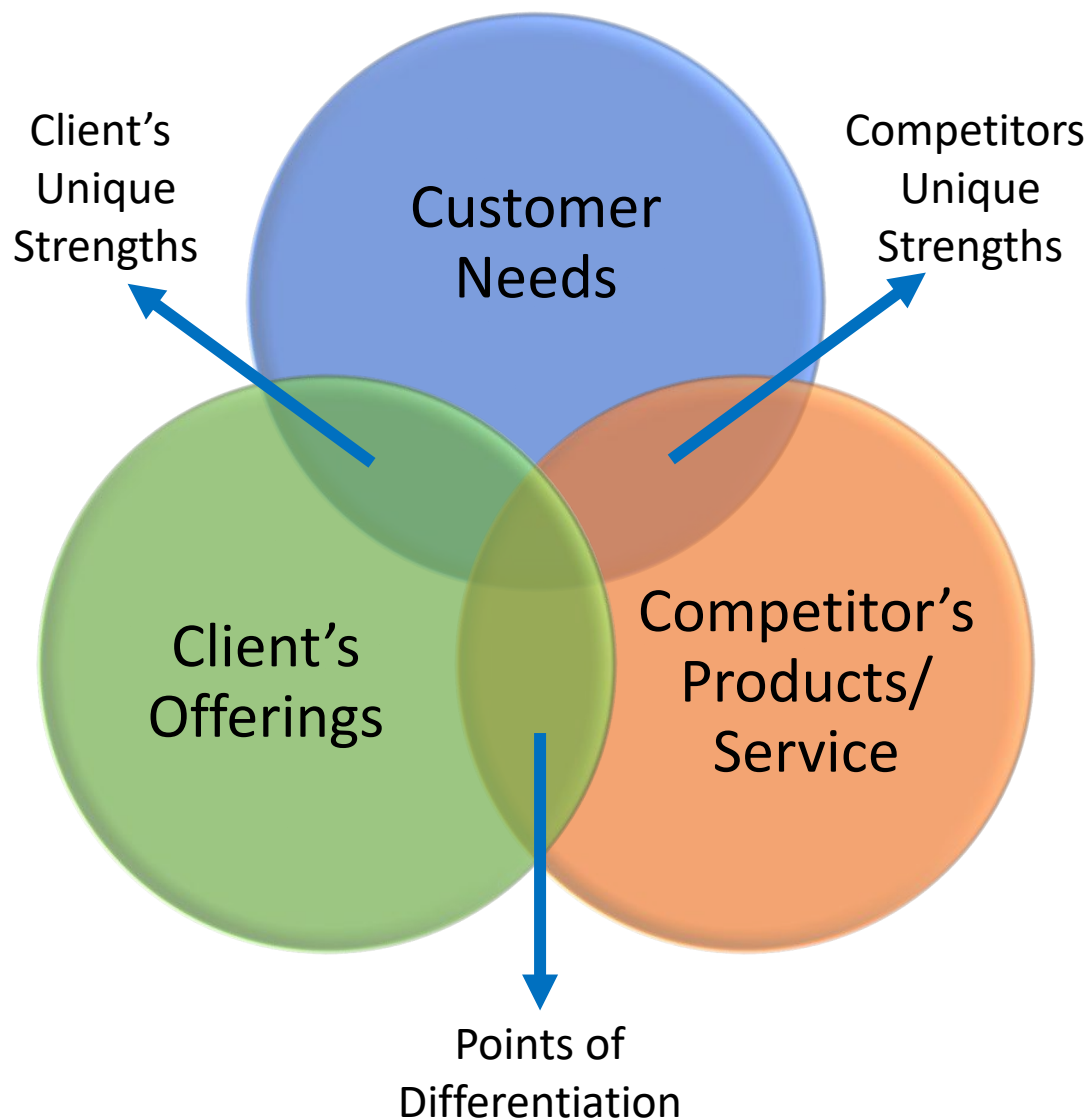 Client’s
Unique
Strengths
Competitors
Unique
Strengths
Customer
Needs
Client’s
Offerings
Competitor’s
Products/
Service
Points of
Differentiation